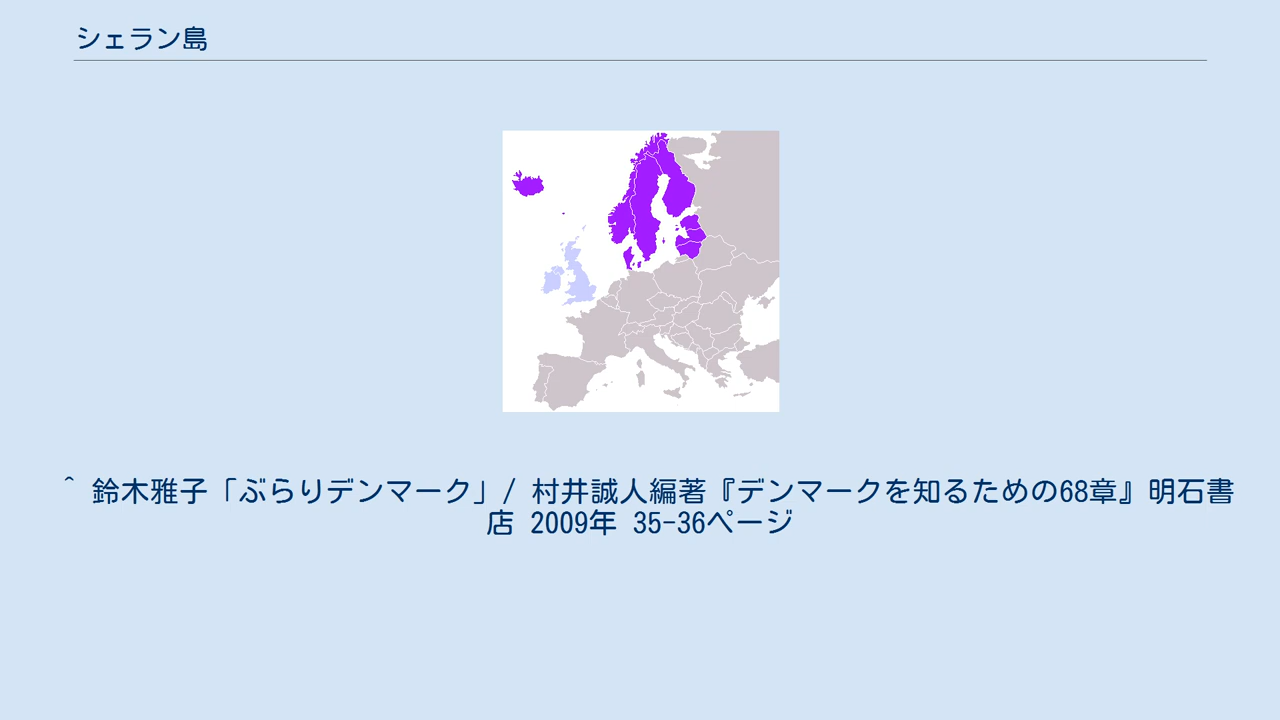 シェラン島
^ 鈴木雅子「ぶらりデンマーク」/ 村井誠人編著『デンマークを知るための68章』明石書
店 2009年 35-36ページ